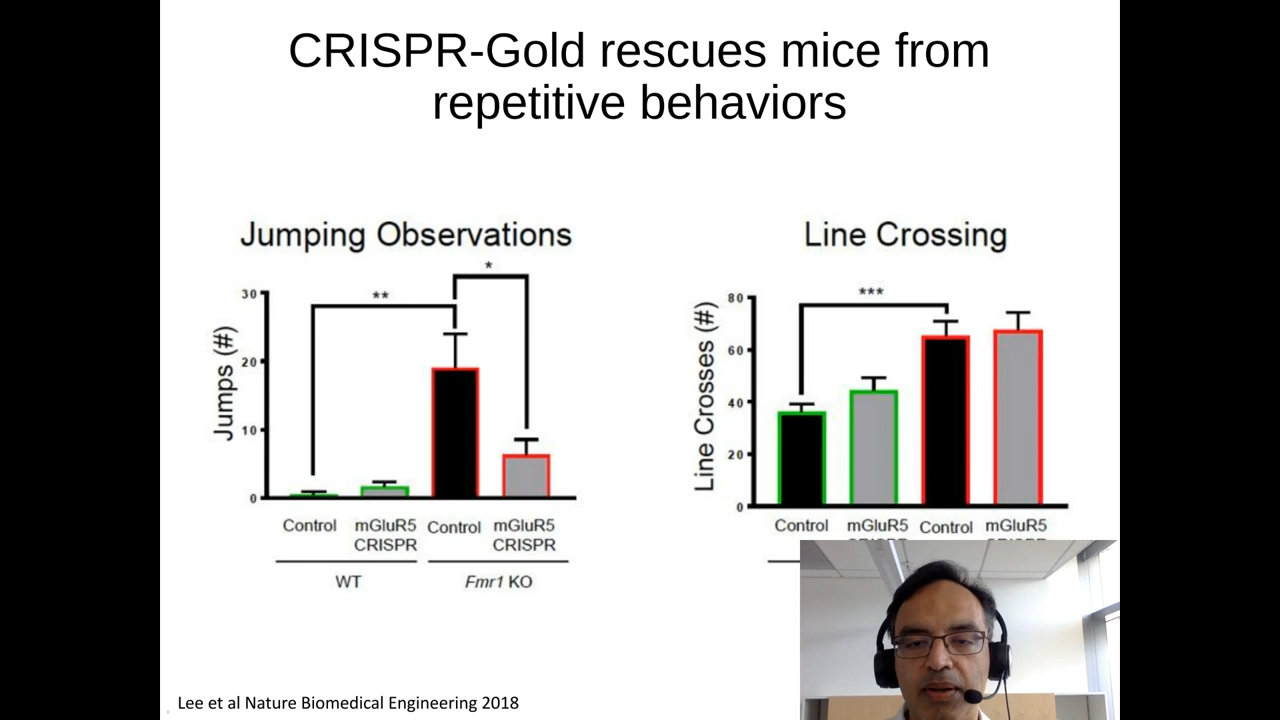 CRISPR-Gold rescues mice from
repetitive behaviors
Jumping Observations
*
**
30
20
10
0
Jumps (#)
Control
mGluR5
CRISPR
Control
mGluR5
CRISPR
WT
Fmr1 KO
Line Crossing
***
80
60
40
20
0
Line Crosses (#)
Control
mGluR5
Control
mGluR5
Lee et al Nature Biomedical Engineering 2018